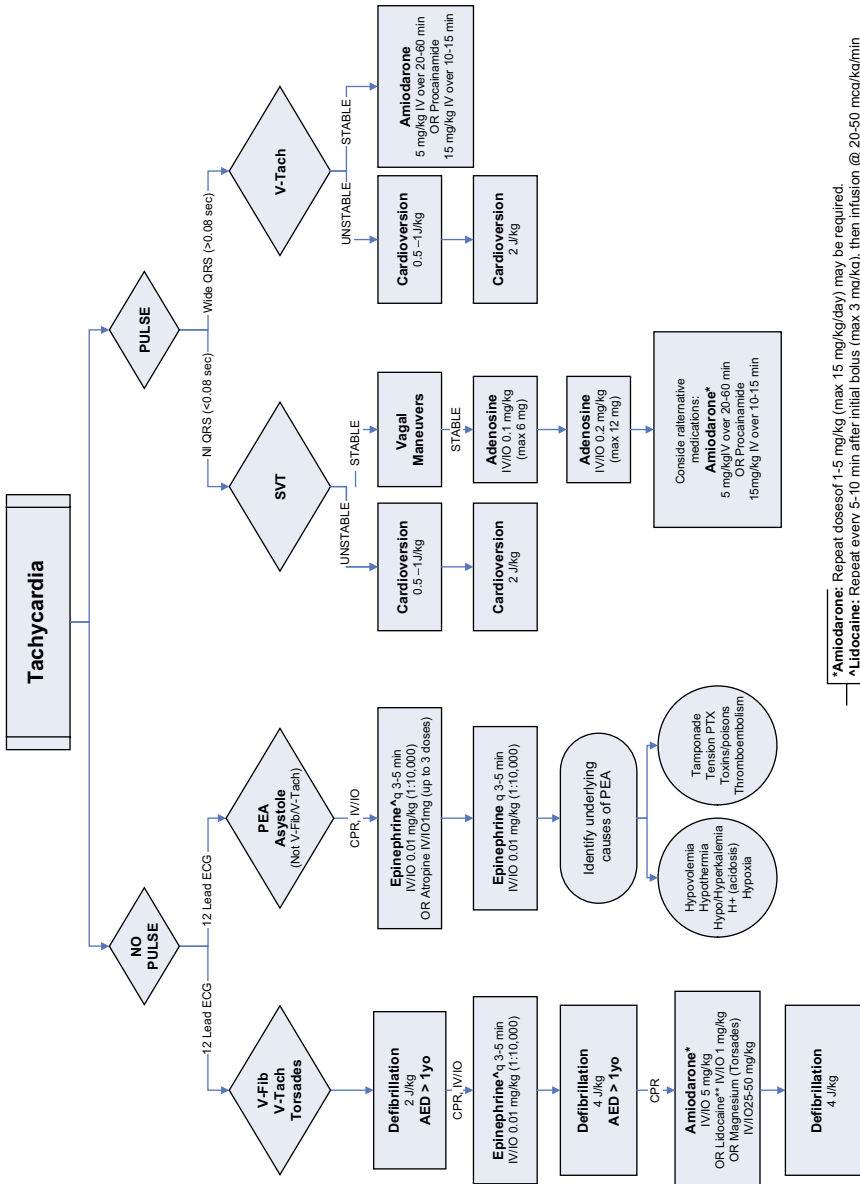 Tachycardia
NO
PULSE
12 Lead ECG
12 Lead ECG
V-Fib
V-Tach
Torsades
Defibrillation
2 J/kg
AED > 1yo
CPR, IV/IO
Epinephrine^q 3-5 min
IV/IO 0.01 mg/kg (1:10,000)
Defibrillation
4 J/kg
AED > 1yo
CPR
Amiodarone*
IV/IO 5 mg/kg
OR Lidocaine** IV/IO 1 mg/kg
OR Magnesium (Torsades)
IV/IO25-50 mg/kg
Defibrillation
4 J/kg
PEA
Asystole
(Not V-Fib/V-Tach)
CPR, IV/IO
Epinephrine^q 3-5 min
IV/IO 0.01 mg/kg (1:10,000)
OR Atropine IV/IO1mg (up to 3 doses)
Epinephrine q 3-5 min
IV/IO 0.01 mg/kg (1:10,000)
Identify underlying
causes of PEA
Hypovolemia
Hypothermia
Hypo/Hyperkalemia
H+ (acidosis)
Hypoxia
Tamponade
Tension PTX
Toxins/poisons
Thromboembolism
PULSE
Nl QRS (<0.08 sec)
Wide QRS (>0.08 sec)
SVT
UNSTABLE
STABLE
Cardioversion
0.5 –1J/kg
Cardioversion
2 J/kg
Vagal
Maneuvers
STABLE
Adenosine
IV/IO 0.1 mg/kg
(max 6 mg)
Adenosine
IV/IO 0.2 mg/kg
(max 12 mg)
Conside ralternative
medications:
Amiodarone*
5 mg/kgIV over 20-60 min
OR Procainamide
15mg/kg IV over 10-15 min
V-Tach
UNSTABLE
STABLE
Cardioversion
0.5 –1J/kg
Cardioversion
2 J/kg
Amiodarone
5 mg/kg IV over 20-60 min
OR Procainamide
15 mg/kg IV over 10-15 min
*Amiodarone: Repeat dosesof 1-5 mg/kg (max 15 mg/kg/day) may be required.
^Lidocaine: Repeat every 5-10 min after initial bolus (max 3 mg/kg), then infusion @ 20-50 mcg/kg/min